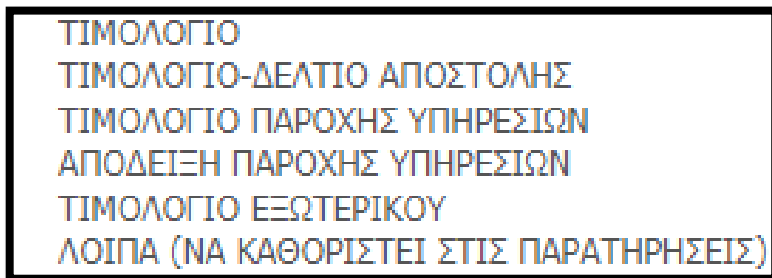 ΤΙΜΟΛΟΓΙΟ
ΤΙΜΟΛΟΓΙΟ-ΔΕΛΤΙΟ ΑΠΟΣΤΟΛΗΣ
ΤΙΜΟΛΟΓΙΟ ΠΑΡΟΧΗΣ ΥΠΗΡΕΣΙΩΝ
ΑΠΟΔΕΙΞΗ ΠΑΡΟΧΗΣ ΥΠΗΡΕΣΙΩΝ
ΤΙΜΟΛΟΓΙΟ ΕΞΩΤΕΡΙΚΟΥ
ΛΟΙΠΑ (ΝΑ ΚΑΘΟΡΙΣΤΕΙ ΣΤΙΣ ΠΑΡΑΤΗΡΗΣΕΙΣ)